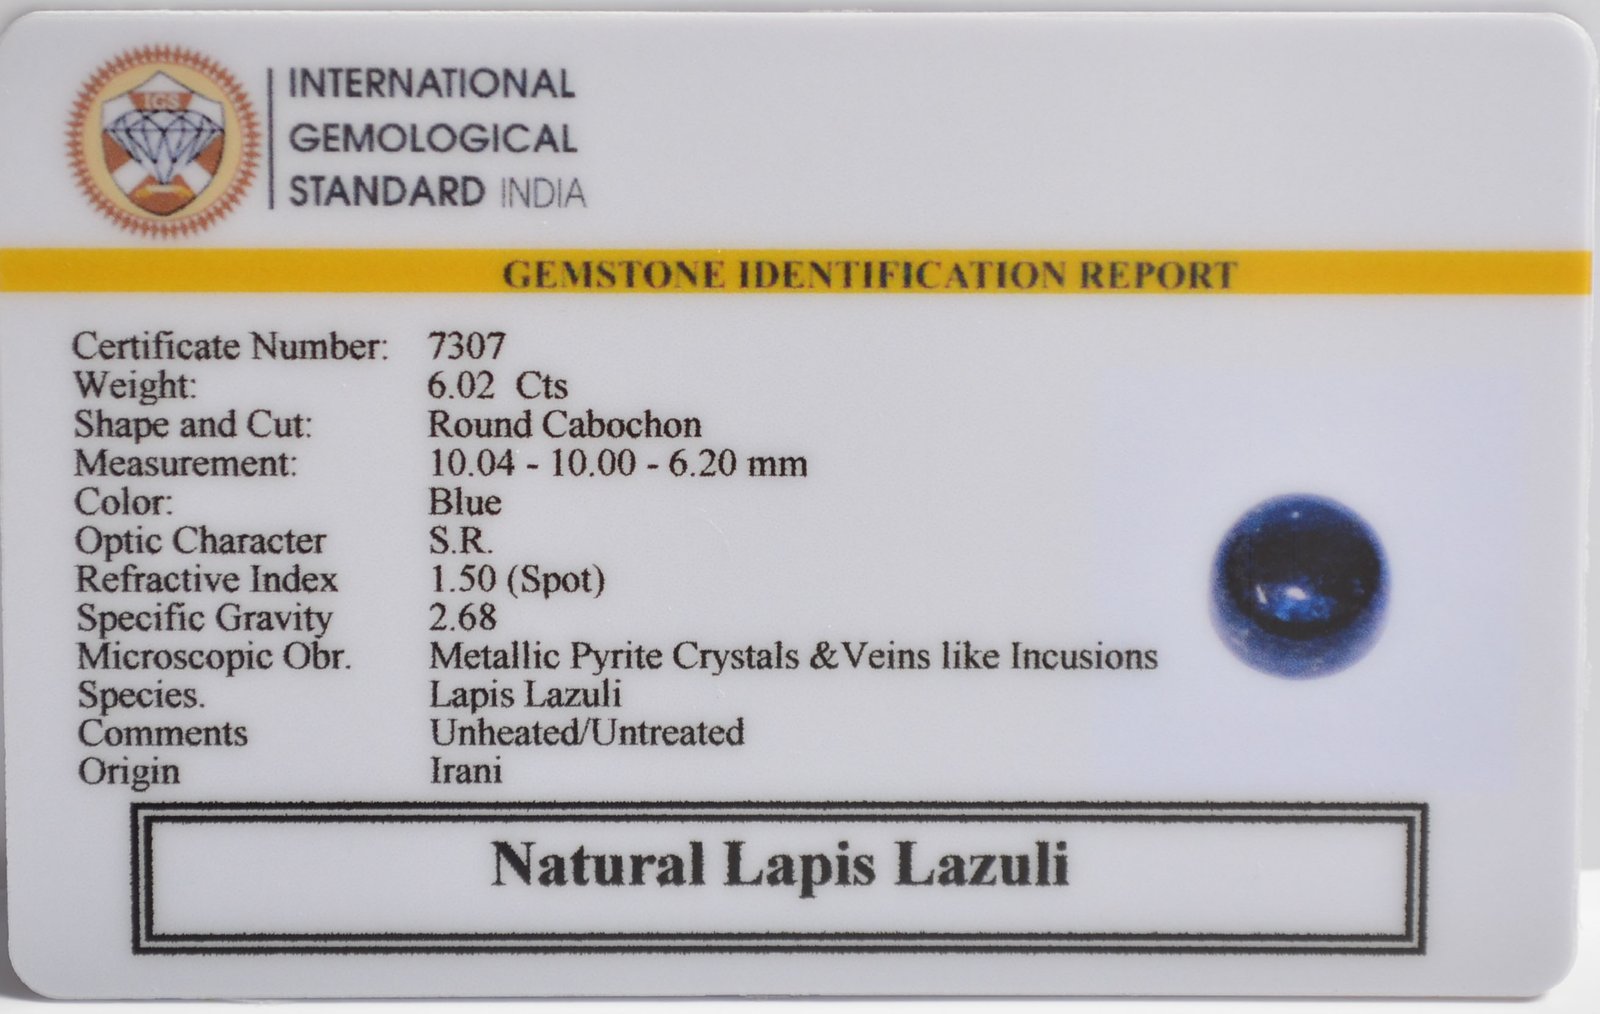 IGS
INTERNATIONAL
GEMOLOGICAL
STANDARD INDIA
GEMSTONE IDENTIFICATION REPORT
Certificate Number: 7307
Weight: 6.02 Cts
Shape and Cut: Round Cabochon
Measurement: 10.04 - 10.00 - 6.20 mm
Color: Blue
Optic Character S.R.
Refractive Index 1.50 (Spot)
Specific Gravity 2.68
Microscopic Obr. Metallic Pyrite Crystals &Veins like Incusions
Species. Lapis Lazuli
Comments Unheated/Untreated
Origin Irani
Natural Lapis Lazuli